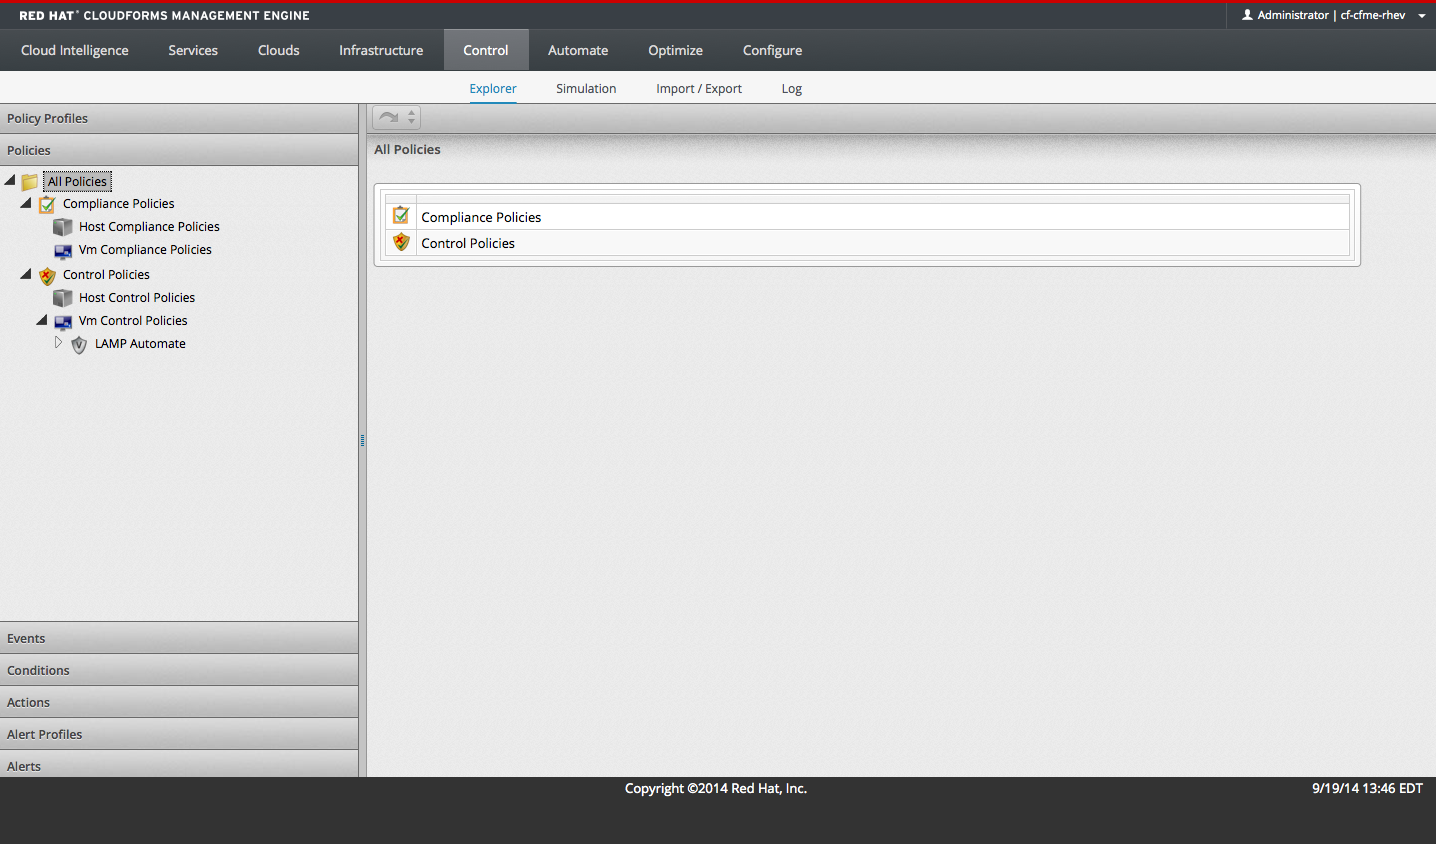 RED HAT® CLOUDFORMS MANAGEMENT ENGINE
Administrator | cf-cfme-rhev
Cloud Intelligence Services Clouds Infrastructure Control Automate Optimize Configure
Explorer Simulation Import / Export Log
Policy Profiles
Policies
All Policies
Compliance Policies
Host Compliance Policies
Vm Compliance Policies
Control Policies
Host Control Policies
Vm Control Policies
V LAMP Automate
Events
Conditions
Actions
Alert Profiles
Alerts
All Policies
Compliance Policies
Control Policies
Copyright ©2014 Red Hat, Inc.
9/19/14 13:46 EDT